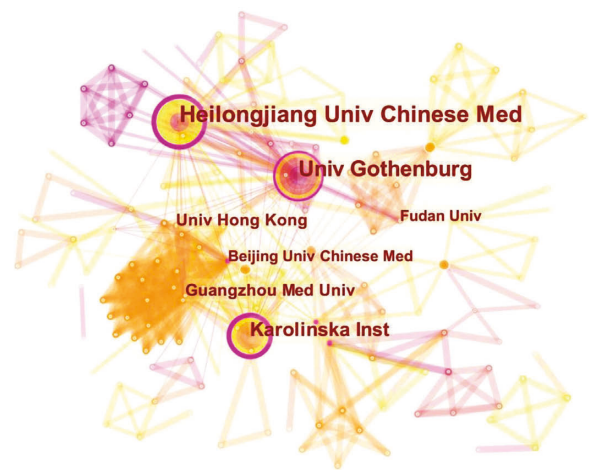 Heilongjiang Univ Chinese Med
Univ Gothenburg
Univ Hong Kong
Fudan Univ
Beijing Univ Chinese Med
Guangzhou Med Univ
Karolinska Inst